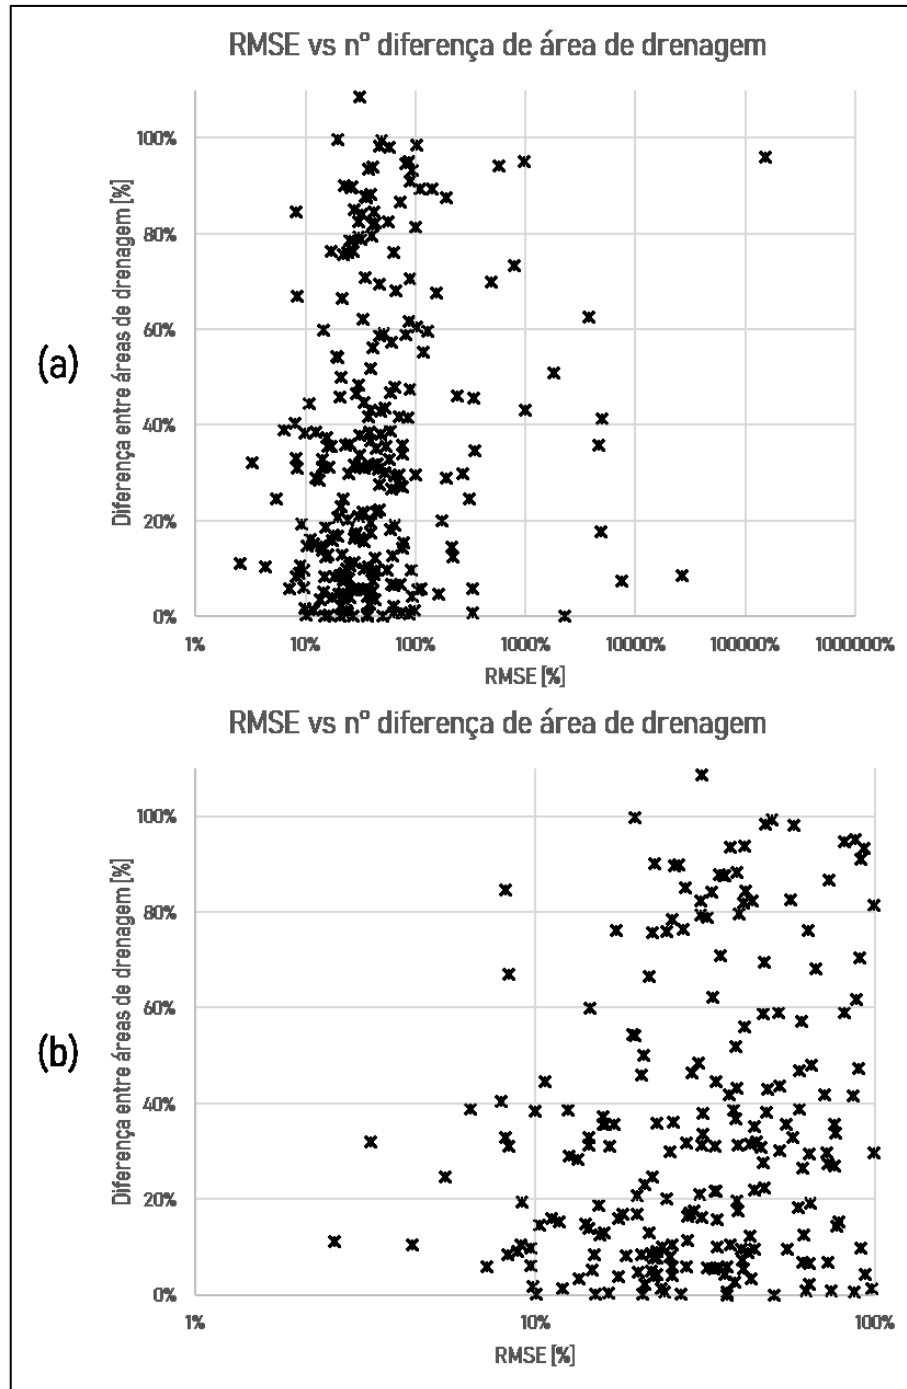 RMSE vs nº diferença de área de drenagem
(a)
Diferença entre áreas de drenagem [%]
100%
80%
60%
40%
20%
0%
1%
10%
100%
1000%
10000%
100000%
1000000%
RMSE [%]
RMSE vs nº diferença de área de drenagem
(b)
Diferença entre áreas de drenagem [%]
100%
80%
60%
40%
20%
0%
1%
10%
100%
RMSE [%]